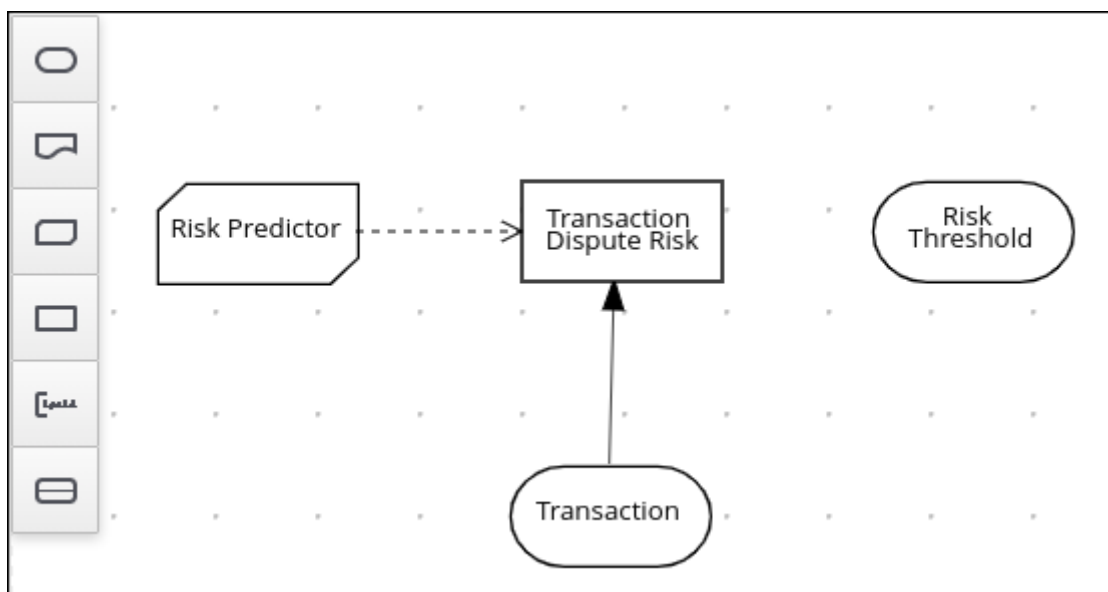 Risk Predictor
Transaction
Dispute Risk
Risk
Threshold
Transaction